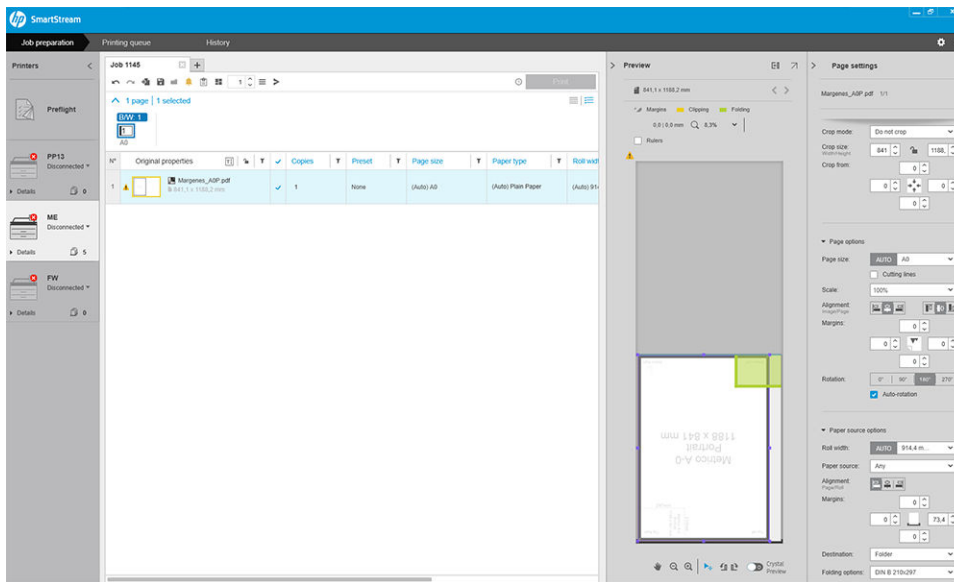 hp SmartStream
Job preparation Printing queue History
Printers
Preflight
PP13
Disconnected
Details 0
ME
Disconnected
Details 5
FW
Disconnected
Details 0
Job 1145
1 Print
1 page | 1 selected
B/W 1
1
A0
Nº Original properties Copies Preset Page size Paper type Roll widt
1 Margenes_A0P.pdf 1 None (Auto) A0 (Auto) Plain Paper (Auto) 914
841,1 x 1188,2 mm
Preview
841,1 x 1188,2 mm
Margins Clipping Folding
0,0 | 0,0 mm 8,3%
Rulers
1188 x 841 mm
Portrait
Metrico A-0
Crystal
Preview
Page settings
Margenes_A0P.pdf 1/1
Crop mode: Do not crop
Crop size: 841 1188,
Width/Height
Crop from: 0
0 0
0
Page options
Page size: AUTO A0
Cutting lines
Scale: 100%
Alignment:
Image/Page
Margins: 0
0 0
0
Rotation: 0° 90° 180° 270°
Auto-rotation
Paper source options
Roll width: AUTO 914,4 m...
Paper source: Any
Alignment:
Page/Roll
Margins: 0
0 73,4
0
Destination: Folder
Folding options: DIN B 210x297